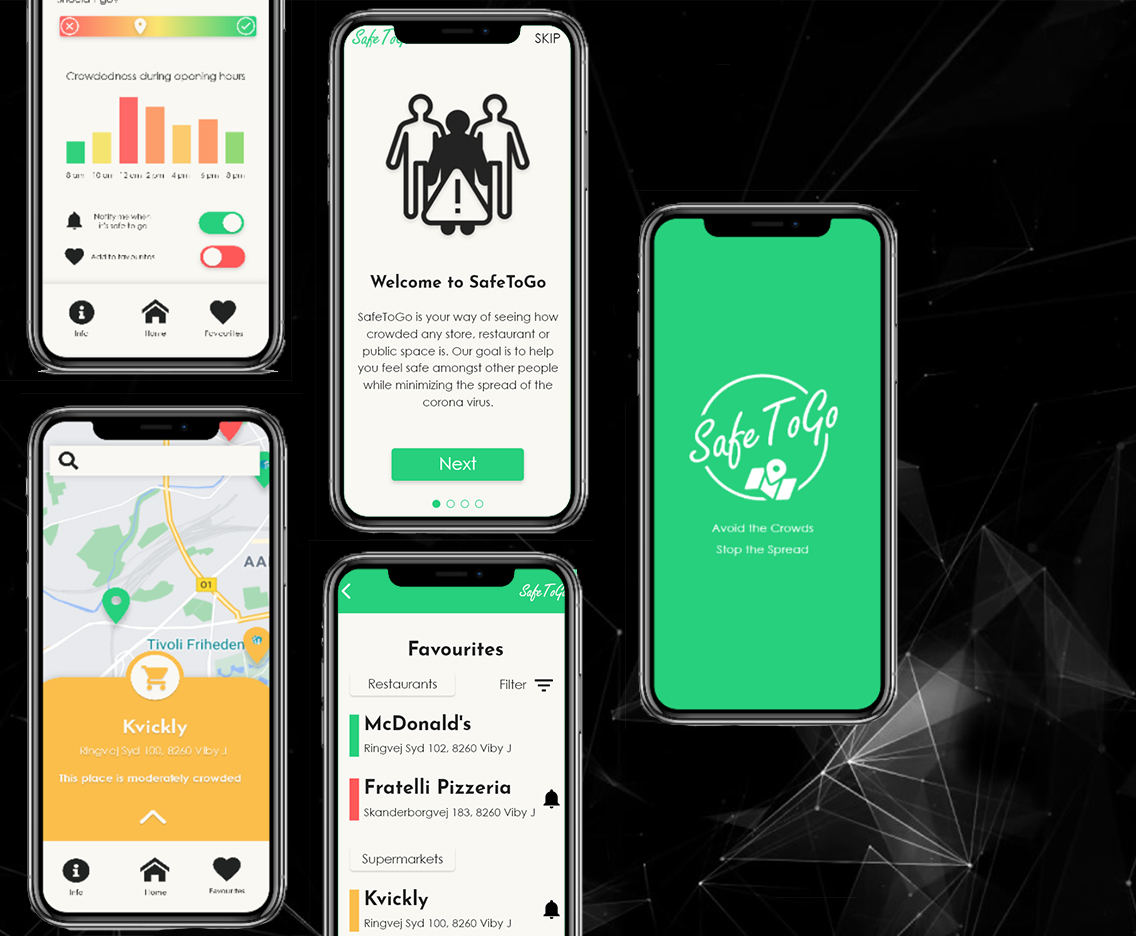 should I go?
Crowdedness during opening hours
8 am 10 am 12 am 2 pm 4 pm 6 pm 8 pm
Notify me when
it's safe to go
Add to favourites
Info Home Favourites
SKIP
Welcome to SafeToGo
SafeToGo is your way of seeing how
crowded any store, restaurant or
public space is. Our goal is to help
you feel safe amongst other people
while minimizing the spread of the
corona virus.
Next
SafeToGo
Avoid the Crowds
Stop the Spread
AA
01
Tivoli Friheden
Kvickly
Ringvej Syd 100, 8260 Viby J
This place is moderately crowded
Info Home Favourites
SafeToGo
Favourites
Restaurants Filter
McDonald's
Ringvej Syd 102, 8260 Viby J
Fratelli Pizzeria
Skanderborgvej 183, 8260 Viby J
Supermarkets
Kvickly
Ringvej Syd 100, 8260 Viby J